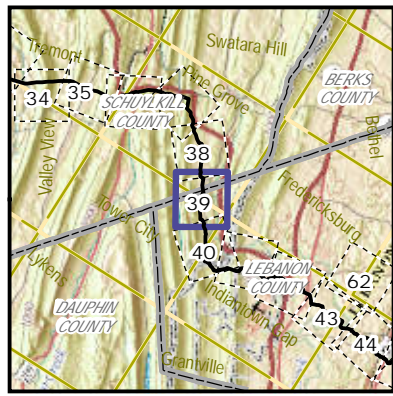 Tremont
Swatara Hill
BERKS
COUNTY
Pine Grove
34
35
SCHUYLKILL
COUNTY
Bethel
Valley View
38
Fredericksburg
39
Tower City
Lykens
40
LEBANON
COUNTY
62
Indiantown Gap
DAUPHIN
COUNTY
43
44
Grantville